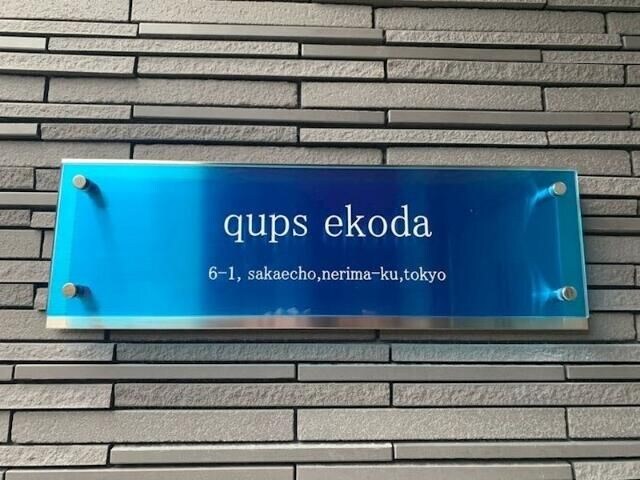 qups ekoda
6-1, sakaecho,nerima-ku,tokyo